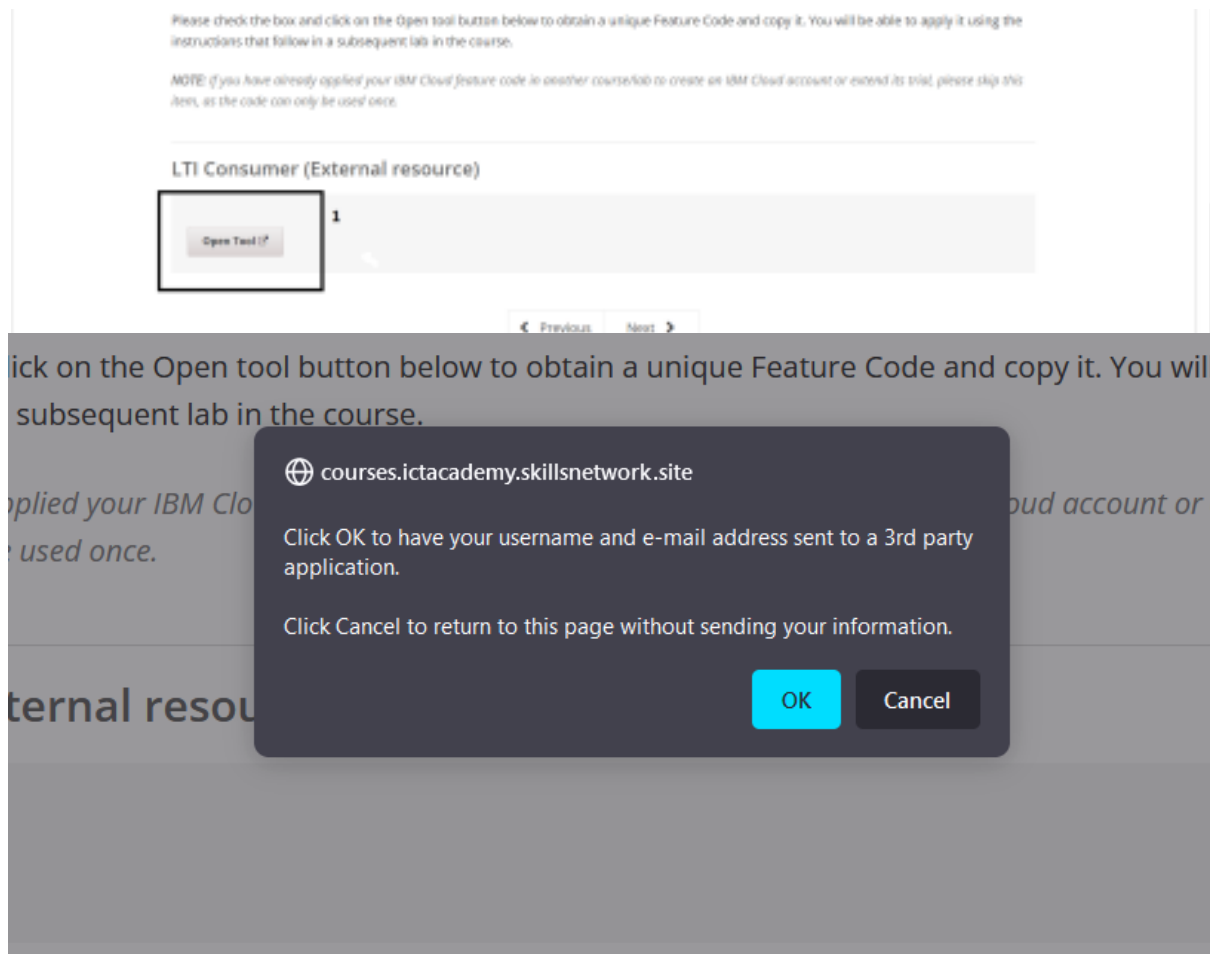 Please check the box and click on the Open tool button below to obtain a unique Feature Code and copy it. You will be able to apply it using the
instructions that follow in a subsequent lab in the course.
NOTE: if you have already applied your IBM Cloud feature code in another course/lab to create an IBM Cloud account or extend its trial, please skip this
item, as the code can only be used once.
LTI Consumer (External resource)
1
Open Tool
Previous Next
lick on the Open tool button below to obtain a unique Feature Code and copy it. You wil
subsequent lab in the course.
courses.ictacademy.skillsnetwork.site
pplied your IBM Clo oud account or
Click OK to have your username and e-mail address sent to a 3rd party
e used once.
application.
Click Cancel to return to this page without sending your information.
ternal resou
OK Cancel